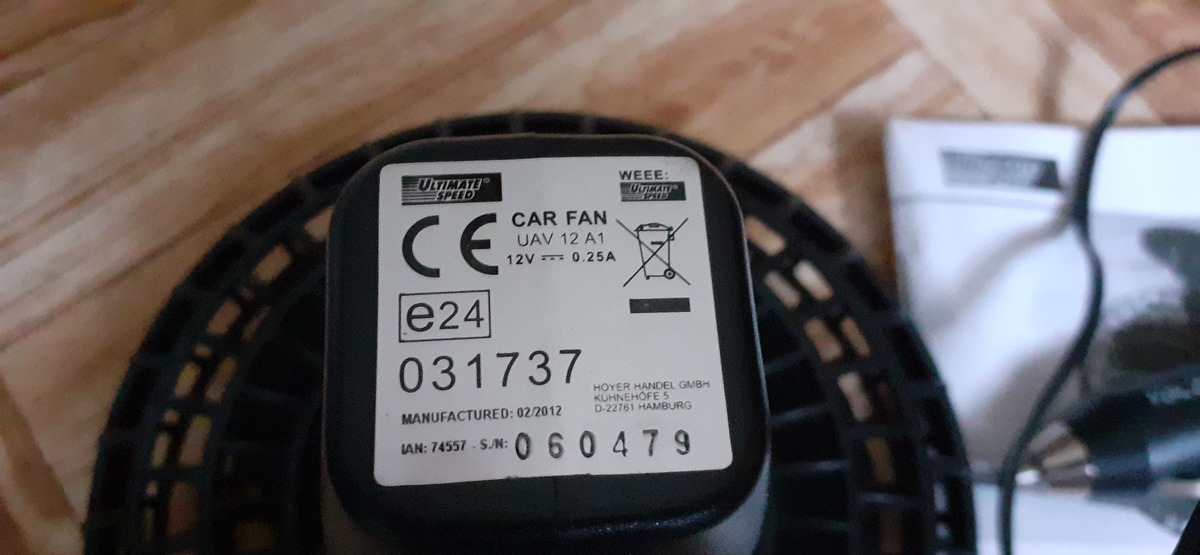 ULTIMATE SPEED®
WEEE:
ULTIMATE SPEED®
CE
CAR FAN
UAV 12 A1
12V ⎓ 0.25A
e24
031737
HOYER HANDEL GMBH
KÜHNEHÖFE 5
D-22761 HAMBURG
MANUFACTURED: 02/2012
IAN: 74557 - S./N: 060479